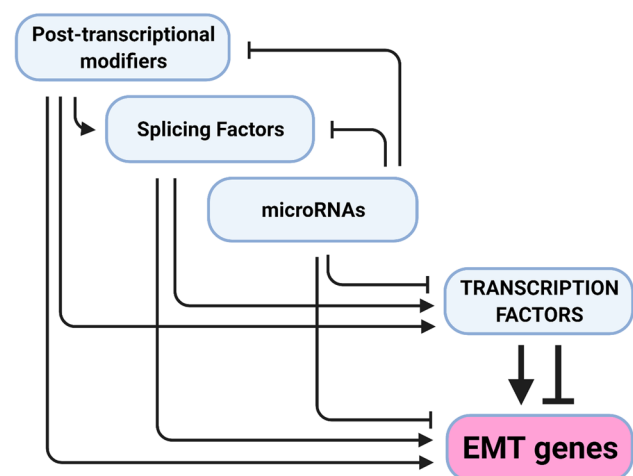 Post-transcriptional
modifiers
Splicing Factors
microRNAs
TRANSCRIPTION
FACTORS
EMT genes